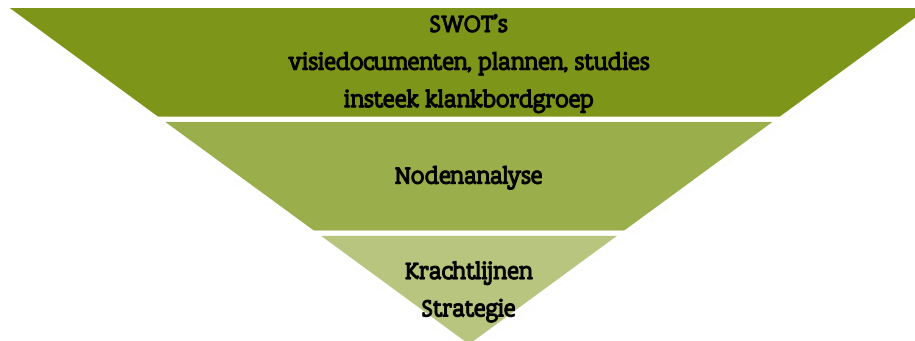 SWOT's
visiedocumenten, plannen, studies
insteek klankbordgroep
Nodenanalyse
Krachtlijnen
Strategie